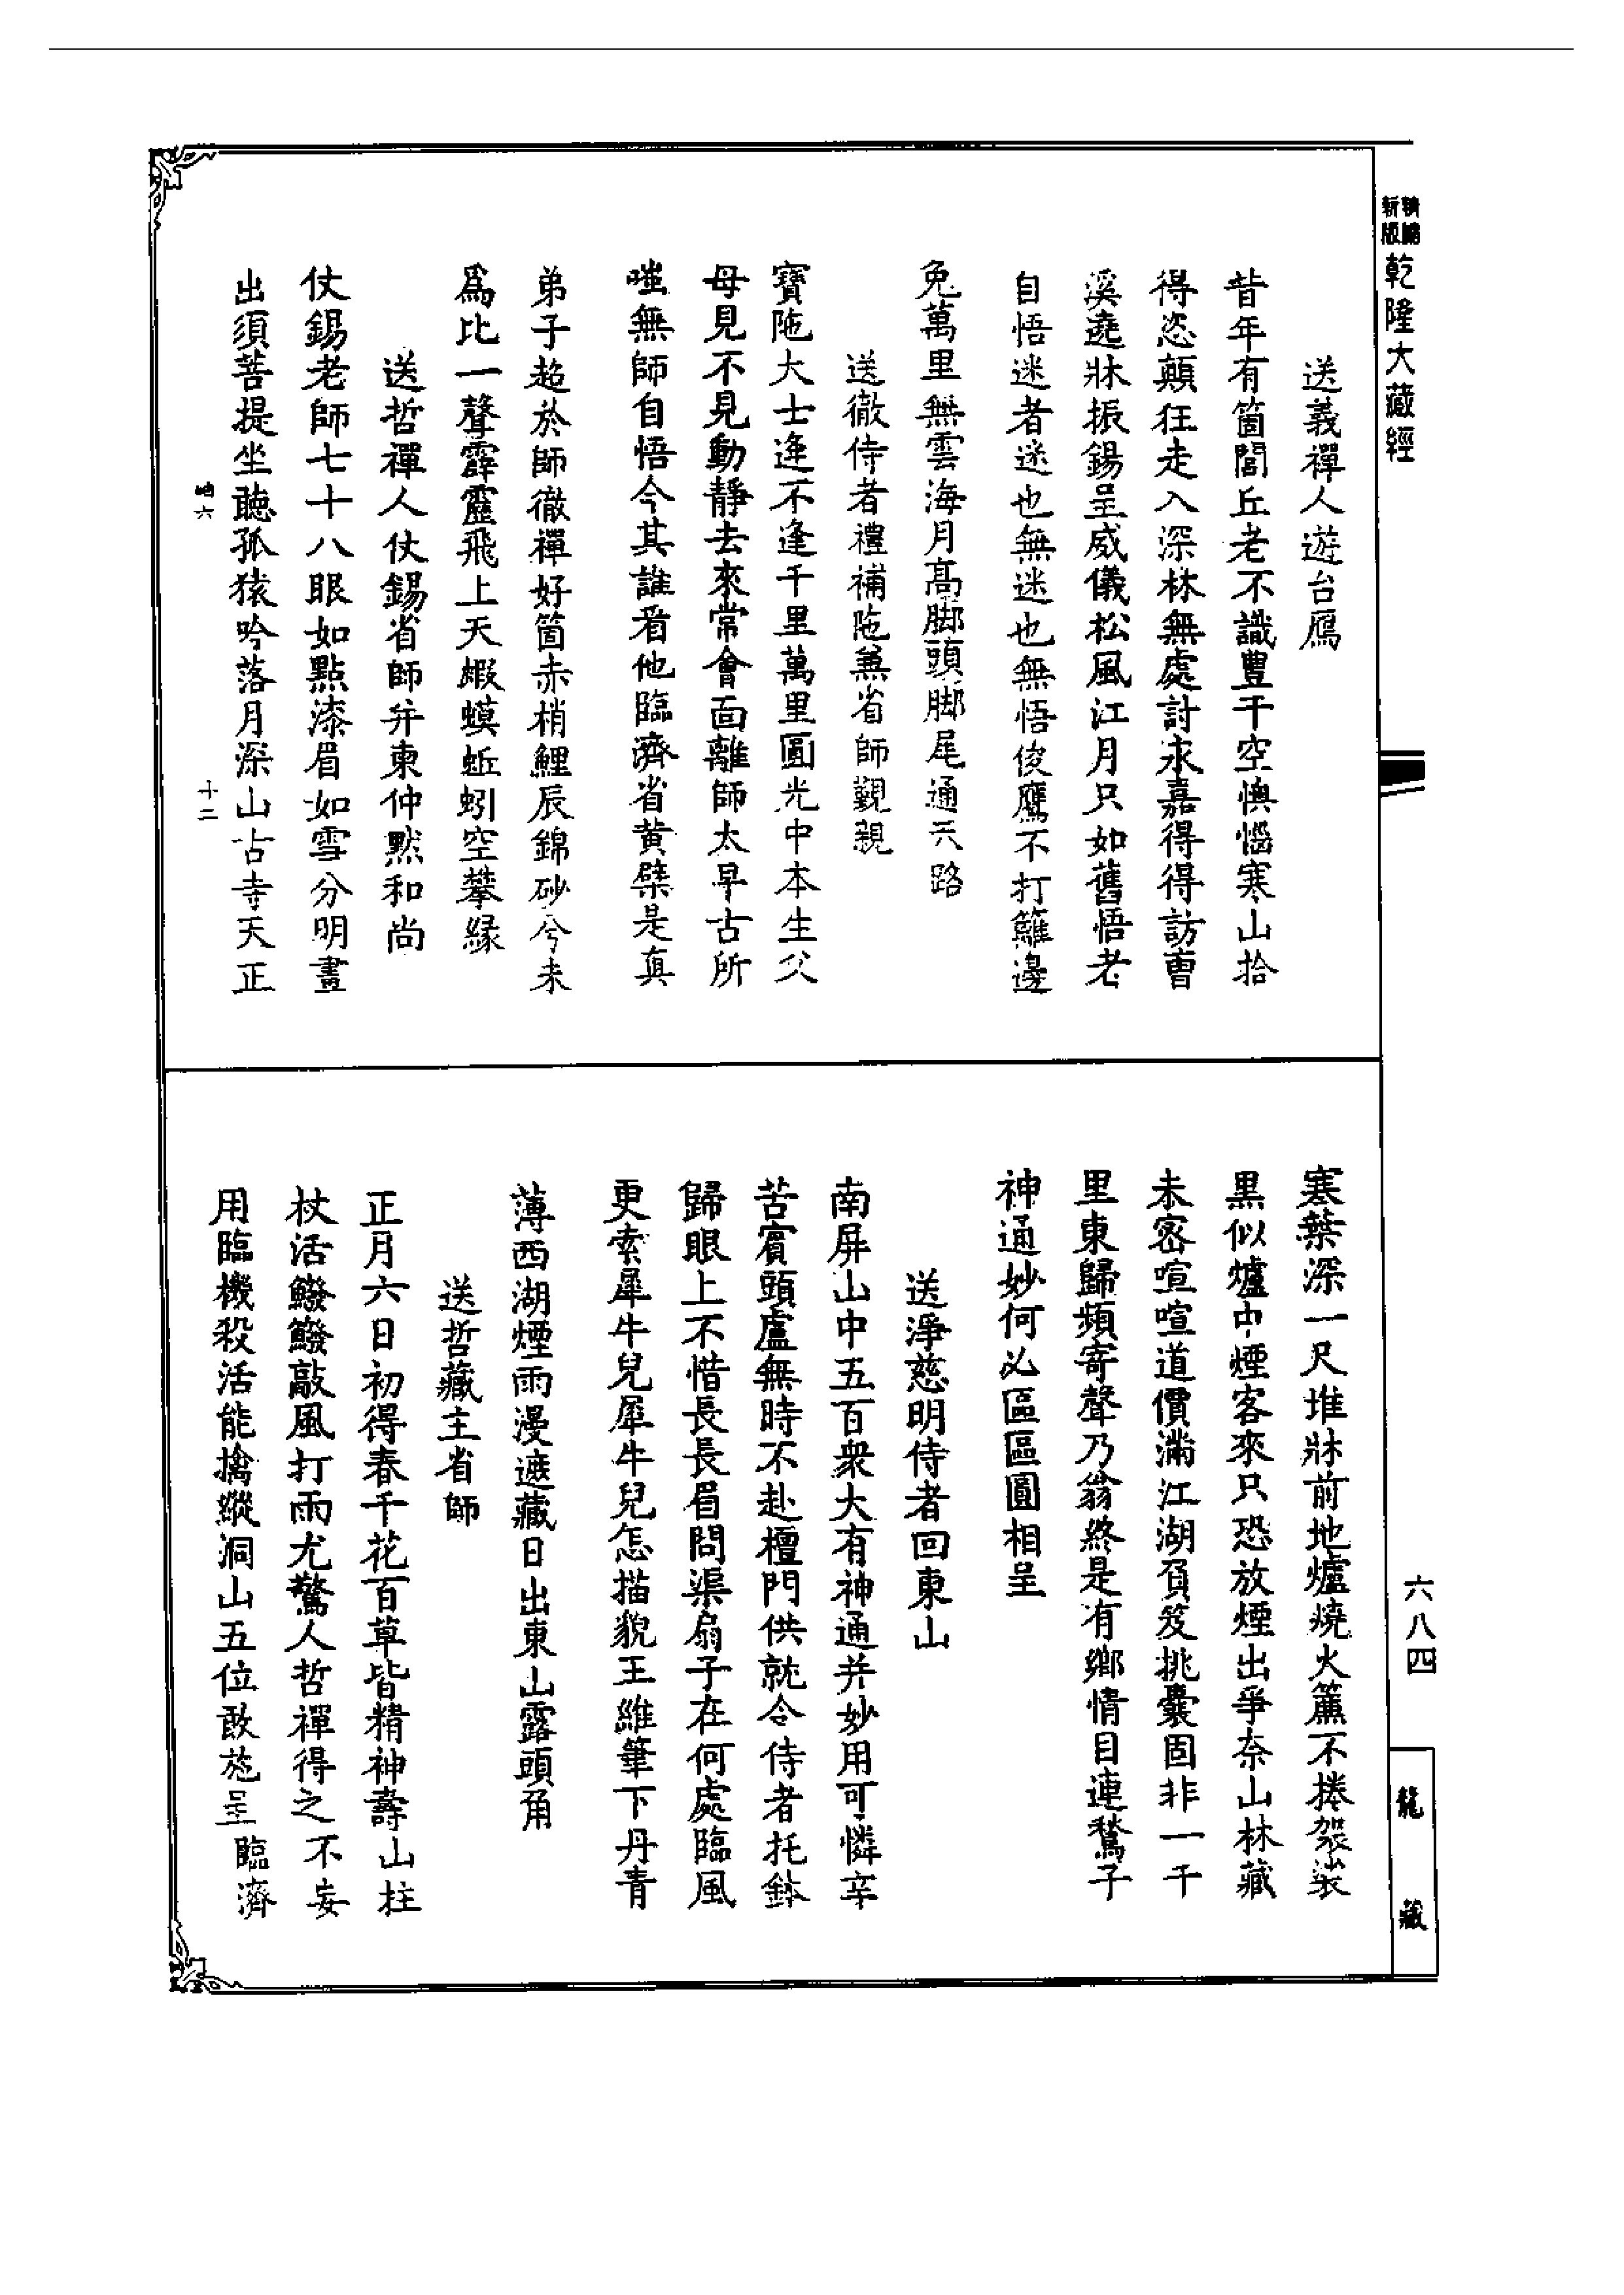 精編
新版
乾隆大藏經
送義禪人遊台鴈
昔年有箇閭丘老不識豐干空懊惱寒山拾
得恣顛狂走入深林無處討永嘉得得訪曹
溪遶牀振錫呈威儀松風江月只如舊悟者
自悟迷者迷也無迷也無悟俊鷹不打籬邊
兔萬里無雲海月高脚頭脚尾通天路
送徹侍者禮補陁兼省師覲親
寶陁大士逢不逢千里萬里圓光中本生父
母見不見動靜去來常會面離師太早古所
嗤無師自悟今其誰看他臨濟省黃檗是真
弟子超於師徹禪好箇赤梢鯉辰錦砂兮未
爲比一聲霹靂飛上天蝦蟆蚯蚓空攀緣
送哲禪人仗錫省師并東仲默和尚
仗錫老師七十八眼如點漆眉如雪分明畫
出須菩提坐聽孤猿吟落月深山古寺天正
六
十二
寒葉深一尺堆牀前地爐燒火簾不捲袈裟
黑似爐中煙客來只恐放煙出爭奈山林藏
未密喧喧道價滿江湖負笈挑囊固非一千
里東歸頻寄聲乃翁終是有鄉情目連鶖子
神通妙何必區區圓相呈
送淨慈明侍者回東山
南屏山中五百衆大有神通并妙用可憐辛
苦賓頭盧無時不赴檀門供就令侍者托鉢
歸眼上不惜長長眉問渠扇子在何處臨風
更索犀牛兒犀牛兒怎描貌王維筆下丹青
薄西湖煙雨漫遮藏日出東山露頭角
送哲藏主省師
正月六日初得春千花百草皆精神壽山柱
杖活鱍鱍敲風打雨尤驚人哲禪得之不妄
用臨機殺活能擒縱洞山五位敢施呈臨濟
六八四
龍藏